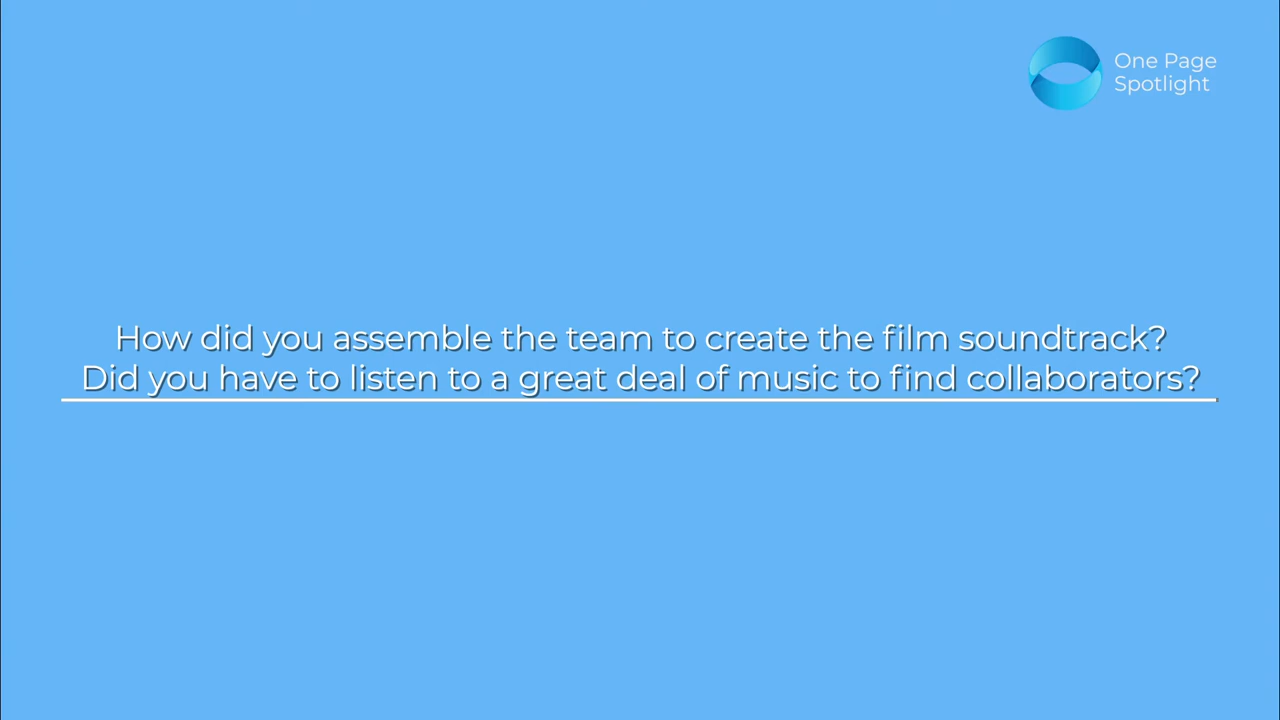 One Page
Spotlight
How did you assemble the team to create the film soundtrack?
Did you have to listen to a great deal of music to find collaborators?